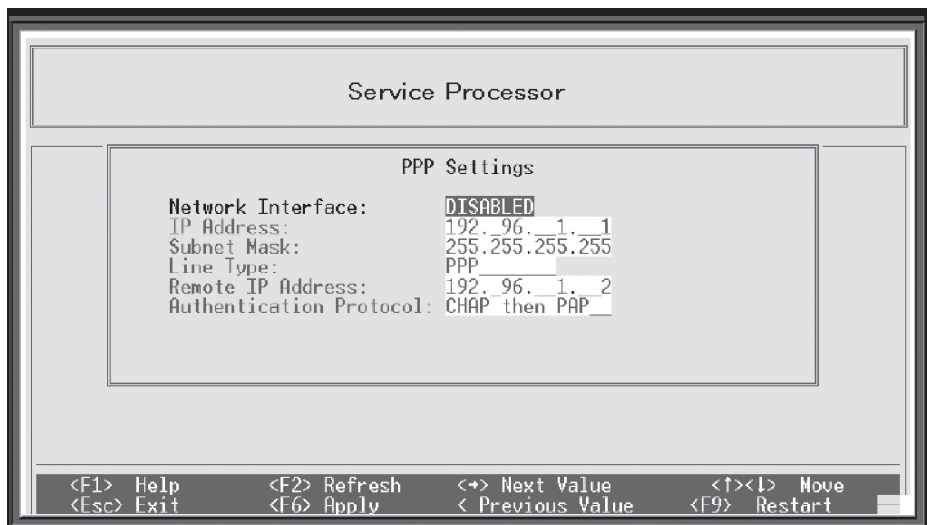 Service Processor
PPP Settings
Network Interface: DISABLED
IP Address: 192._96.__1.__1
Subnet Mask: 255.255.255.255
Line Type: PPP________
Remote IP Address: 192._96.__1.__2
Authentication Protocol: CHAP then PAP__
<F1> Help <F2> Refresh <→> Next Value <↑><↓> Move
<Esc> Exit <F6> Apply < Previous Value <F9> Restart